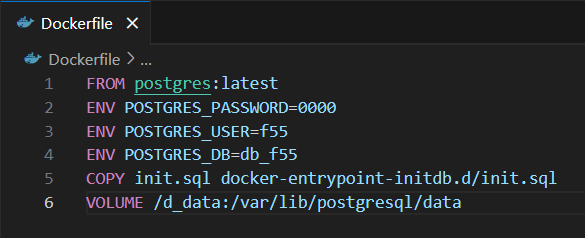 Dockerfile ×
Dockerfile > ...
1 FROM postgres:latest
2 ENV POSTGRES_PASSWORD=0000
3 ENV POSTGRES_USER=f55
4 ENV POSTGRES_DB=db_f55
5 COPY init.sql docker-entrypoint-initdb.d/init.sql
6 VOLUME /d_data:/var/lib/postgresql/data